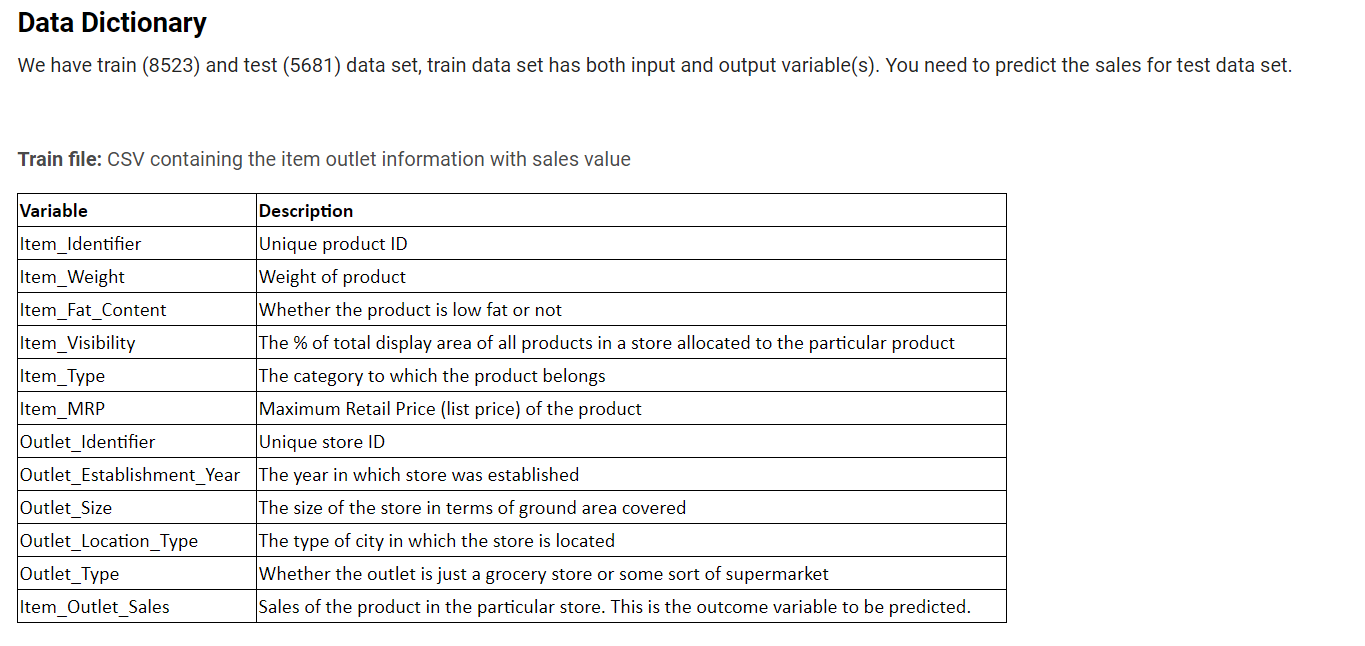 Data Dictionary
We have train (8523) and test (5681) data set, train data set has both input and output variable(s). You need to predict the sales for test data set.
Train file: CSV containing the item outlet information with sales value
Variable Description
Item_Identifier Unique product ID
Item_Weight Weight of product
Item_Fat_Content Whether the product is low fat or not
Item_Visibility The % of total display area of all products in a store allocated to the particular product
Item_Type The category to which the product belongs
Item_MRP Maximum Retail Price (list price) of the product
Outlet_Identifier Unique store ID
Outlet_Establishment_Year The year in which store was established
Outlet_Size The size of the store in terms of ground area covered
Outlet_Location_Type The type of city in which the store is located
Outlet_Type Whether the outlet is just a grocery store or some sort of supermarket
Item_Outlet_Sales Sales of the product in the particular store. This is the outcome variable to be predicted.